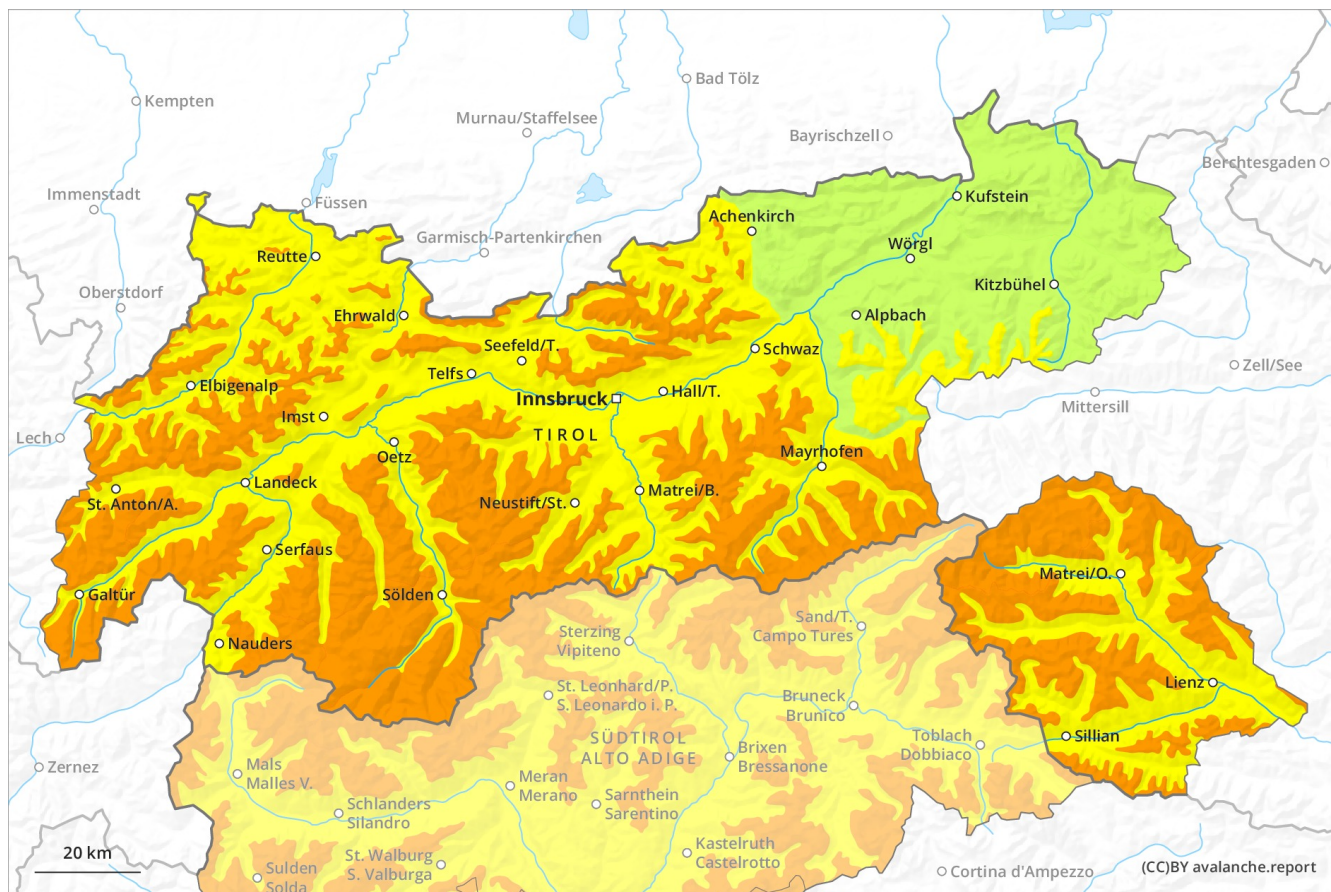 Kempten
Bad Tölz
Murnau/Staffelsee
Bayrischzell
Berchtesgaden
Immenstadt
Füssen
Kufstein
Achenkirch
Garmisch-Partenkirchen
Reutte
Wörgl
Oberstdorf
Kitzbühel
Ehrwald
Alpbach
Seefeld/T.
Schwaz
Zell/See
Telfs
Elbigenalp
Innsbruck
Hall/T.
Mittersill
Imst
TIROL
Lech
Oetz
Mayrhofen
Landeck
St. Anton/A.
Neustift/St.
Matrei/B.
Serfaus
Matrei/O.
Galtür
Sölden
Sand/T.
Campo Tures
Sterzing
Vipiteno
Nauders
Lienz
St. Leonhard/P.
S. Leonardo i. P.
Bruneck
Brunico
Sillian
SÜDTIROL
ALTO ADIGE
Toblach
Dobbiaco
Brixen
Bressanone
Zernez
Mals
Malles V.
Meran
Merano
Sarnthein
Sarentino
Schlanders
Silandro
Kastelruth
Castelrotto
20 km
St. Walburg
S. Valburga
Sulden
Solda
Cortina d'Ampezzo
(CC)BY avalanche.report